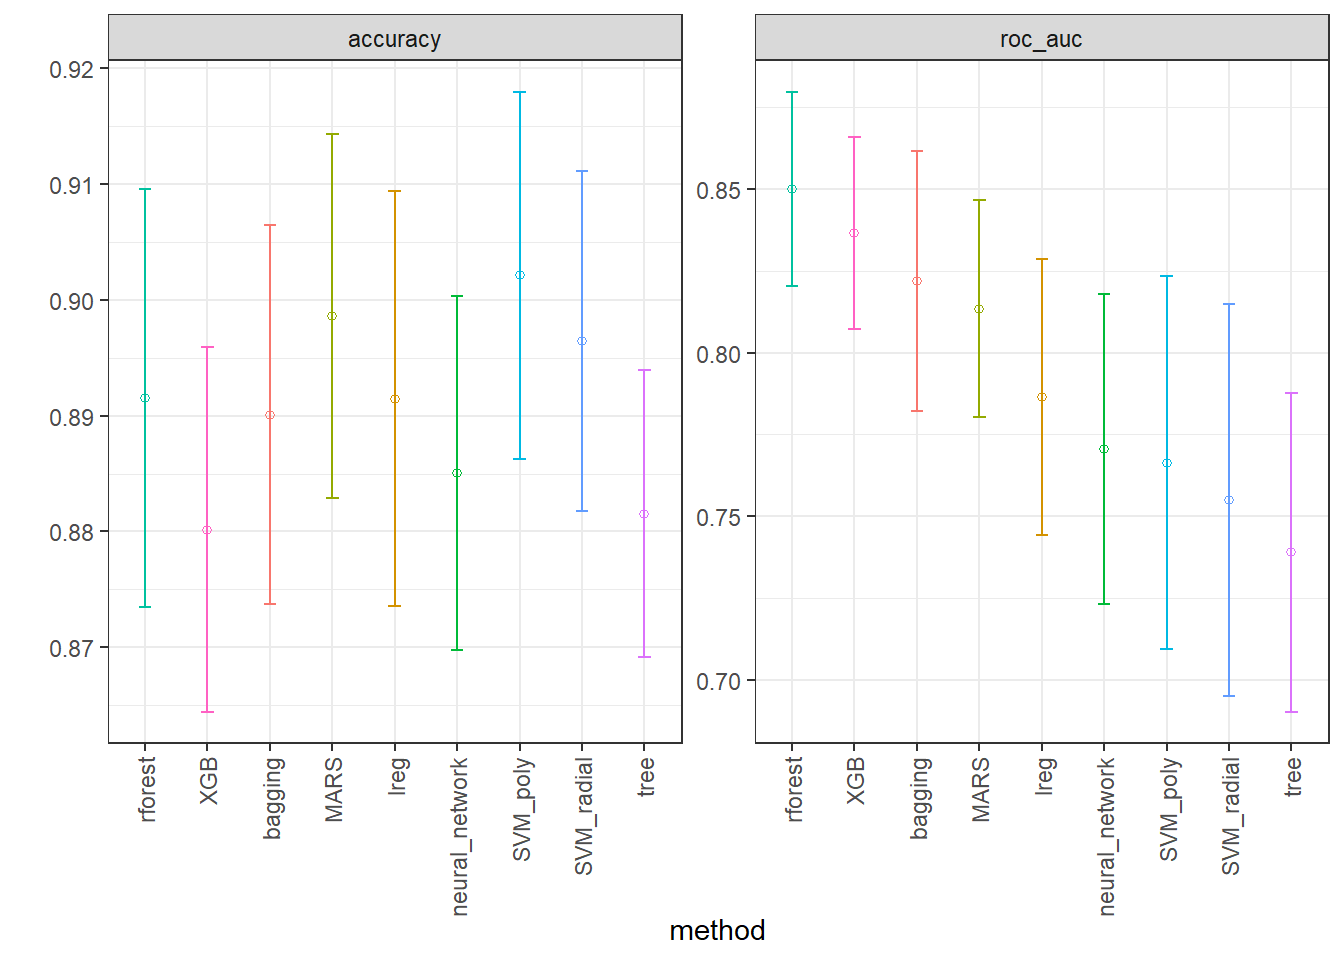 accuracy
roc_auc
0.92
0.91
0.90
0.89
0.88
0.87
0.85
0.80
0.75
0.70
rforest
XGB
bagging
MARS
lreg
neural_network
SVM_poly
SVM_radial
tree
rforest
XGB
bagging
MARS
lreg
neural_network
SVM_poly
SVM_radial
tree
method